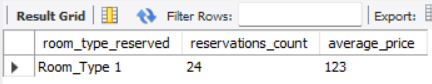 Result Grid Filter Rows: Export:
room_type_reserved reservations_count average_price
Room_Type 1 24 123